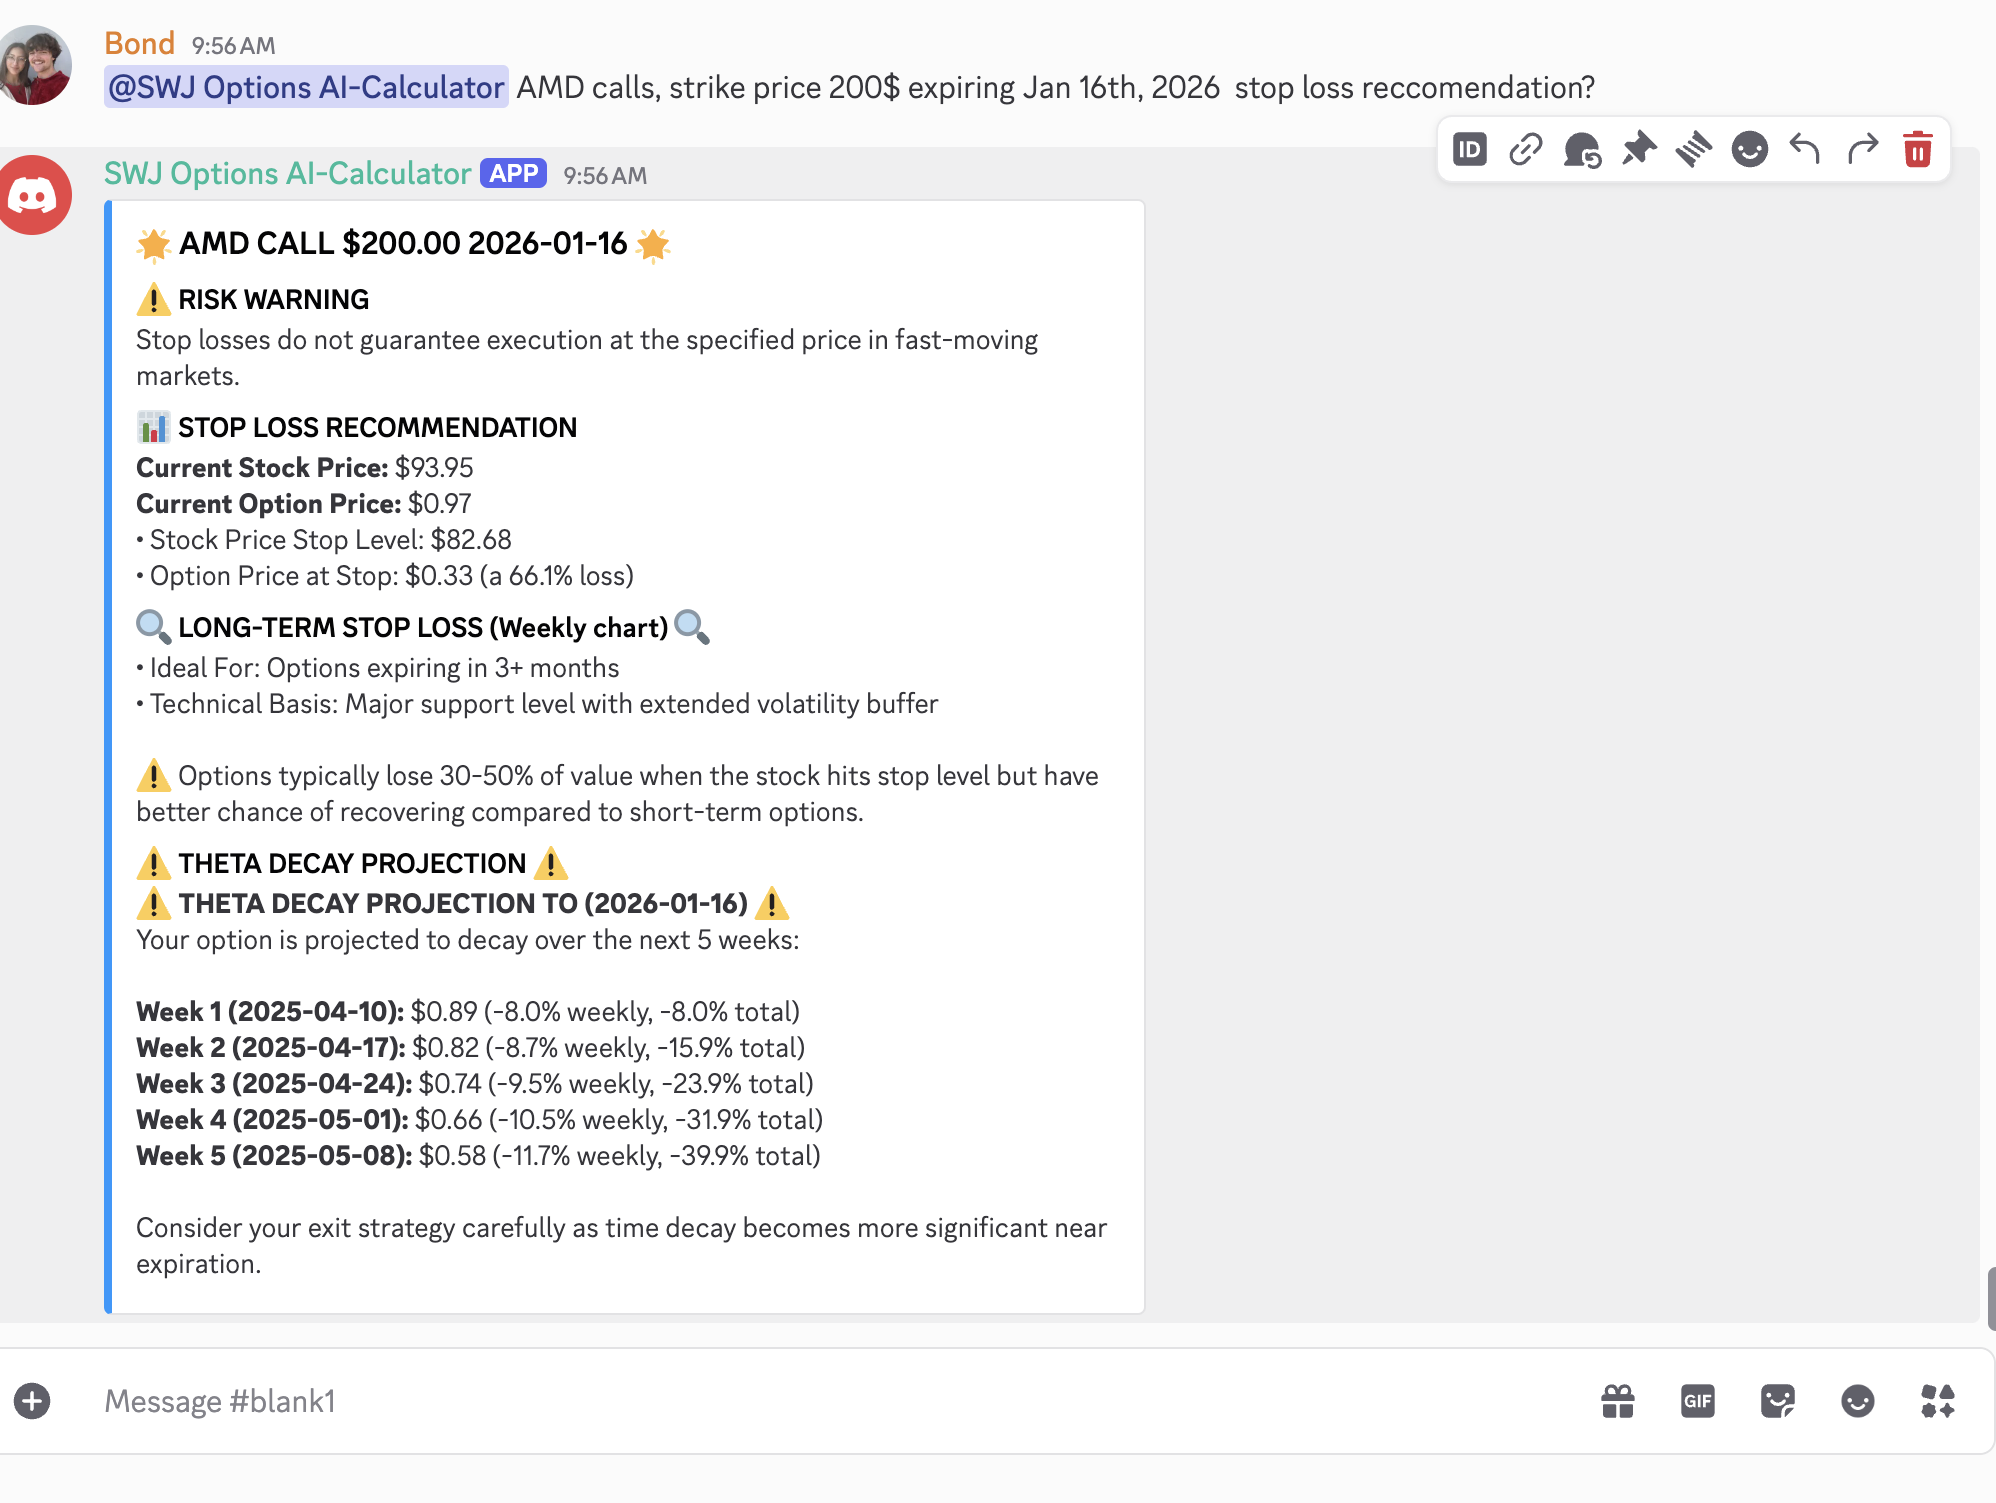 Bond 9:56 AM
@SWJ Options AI-Calculator AMD calls, strike price 200$ expiring Jan 16th, 2026 stop loss reccomendation?
ID
SWJ Options AI-Calculator APP 9:56 AM
AMD CALL $200.00 2026-01-16
RISK WARNING
Stop losses do not guarantee execution at the specified price in fast-moving
markets.
STOP LOSS RECOMMENDATION
Current Stock Price: $93.95
Current Option Price: $0.97
• Stock Price Stop Level: $82.68
• Option Price at Stop: $0.33 (a 66.1% loss)
LONG-TERM STOP LOSS (Weekly chart)
• Ideal For: Options expiring in 3+ months
• Technical Basis: Major support level with extended volatility buffer
Options typically lose 30-50% of value when the stock hits stop level but have
better chance of recovering compared to short-term options.
THETA DECAY PROJECTION
THETA DECAY PROJECTION TO (2026-01-16)
Your option is projected to decay over the next 5 weeks:
Week 1 (2025-04-10): $0.89 (-8.0% weekly, -8.0% total)
Week 2 (2025-04-17): $0.82 (-8.7% weekly, -15.9% total)
Week 3 (2025-04-24): $0.74 (-9.5% weekly, -23.9% total)
Week 4 (2025-05-01): $0.66 (-10.5% weekly, -31.9% total)
Week 5 (2025-05-08): $0.58 (-11.7% weekly, -39.9% total)
Consider your exit strategy carefully as time decay becomes more significant near
expiration.
Message #blank1
GIF